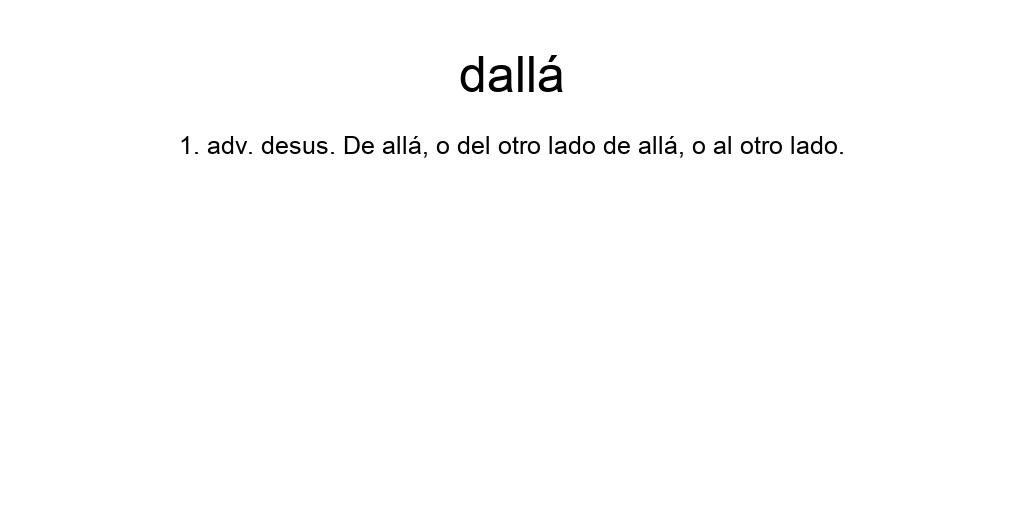 dallá
1. adv. desus. De allá, o del otro lado de allá, o al otro lado.